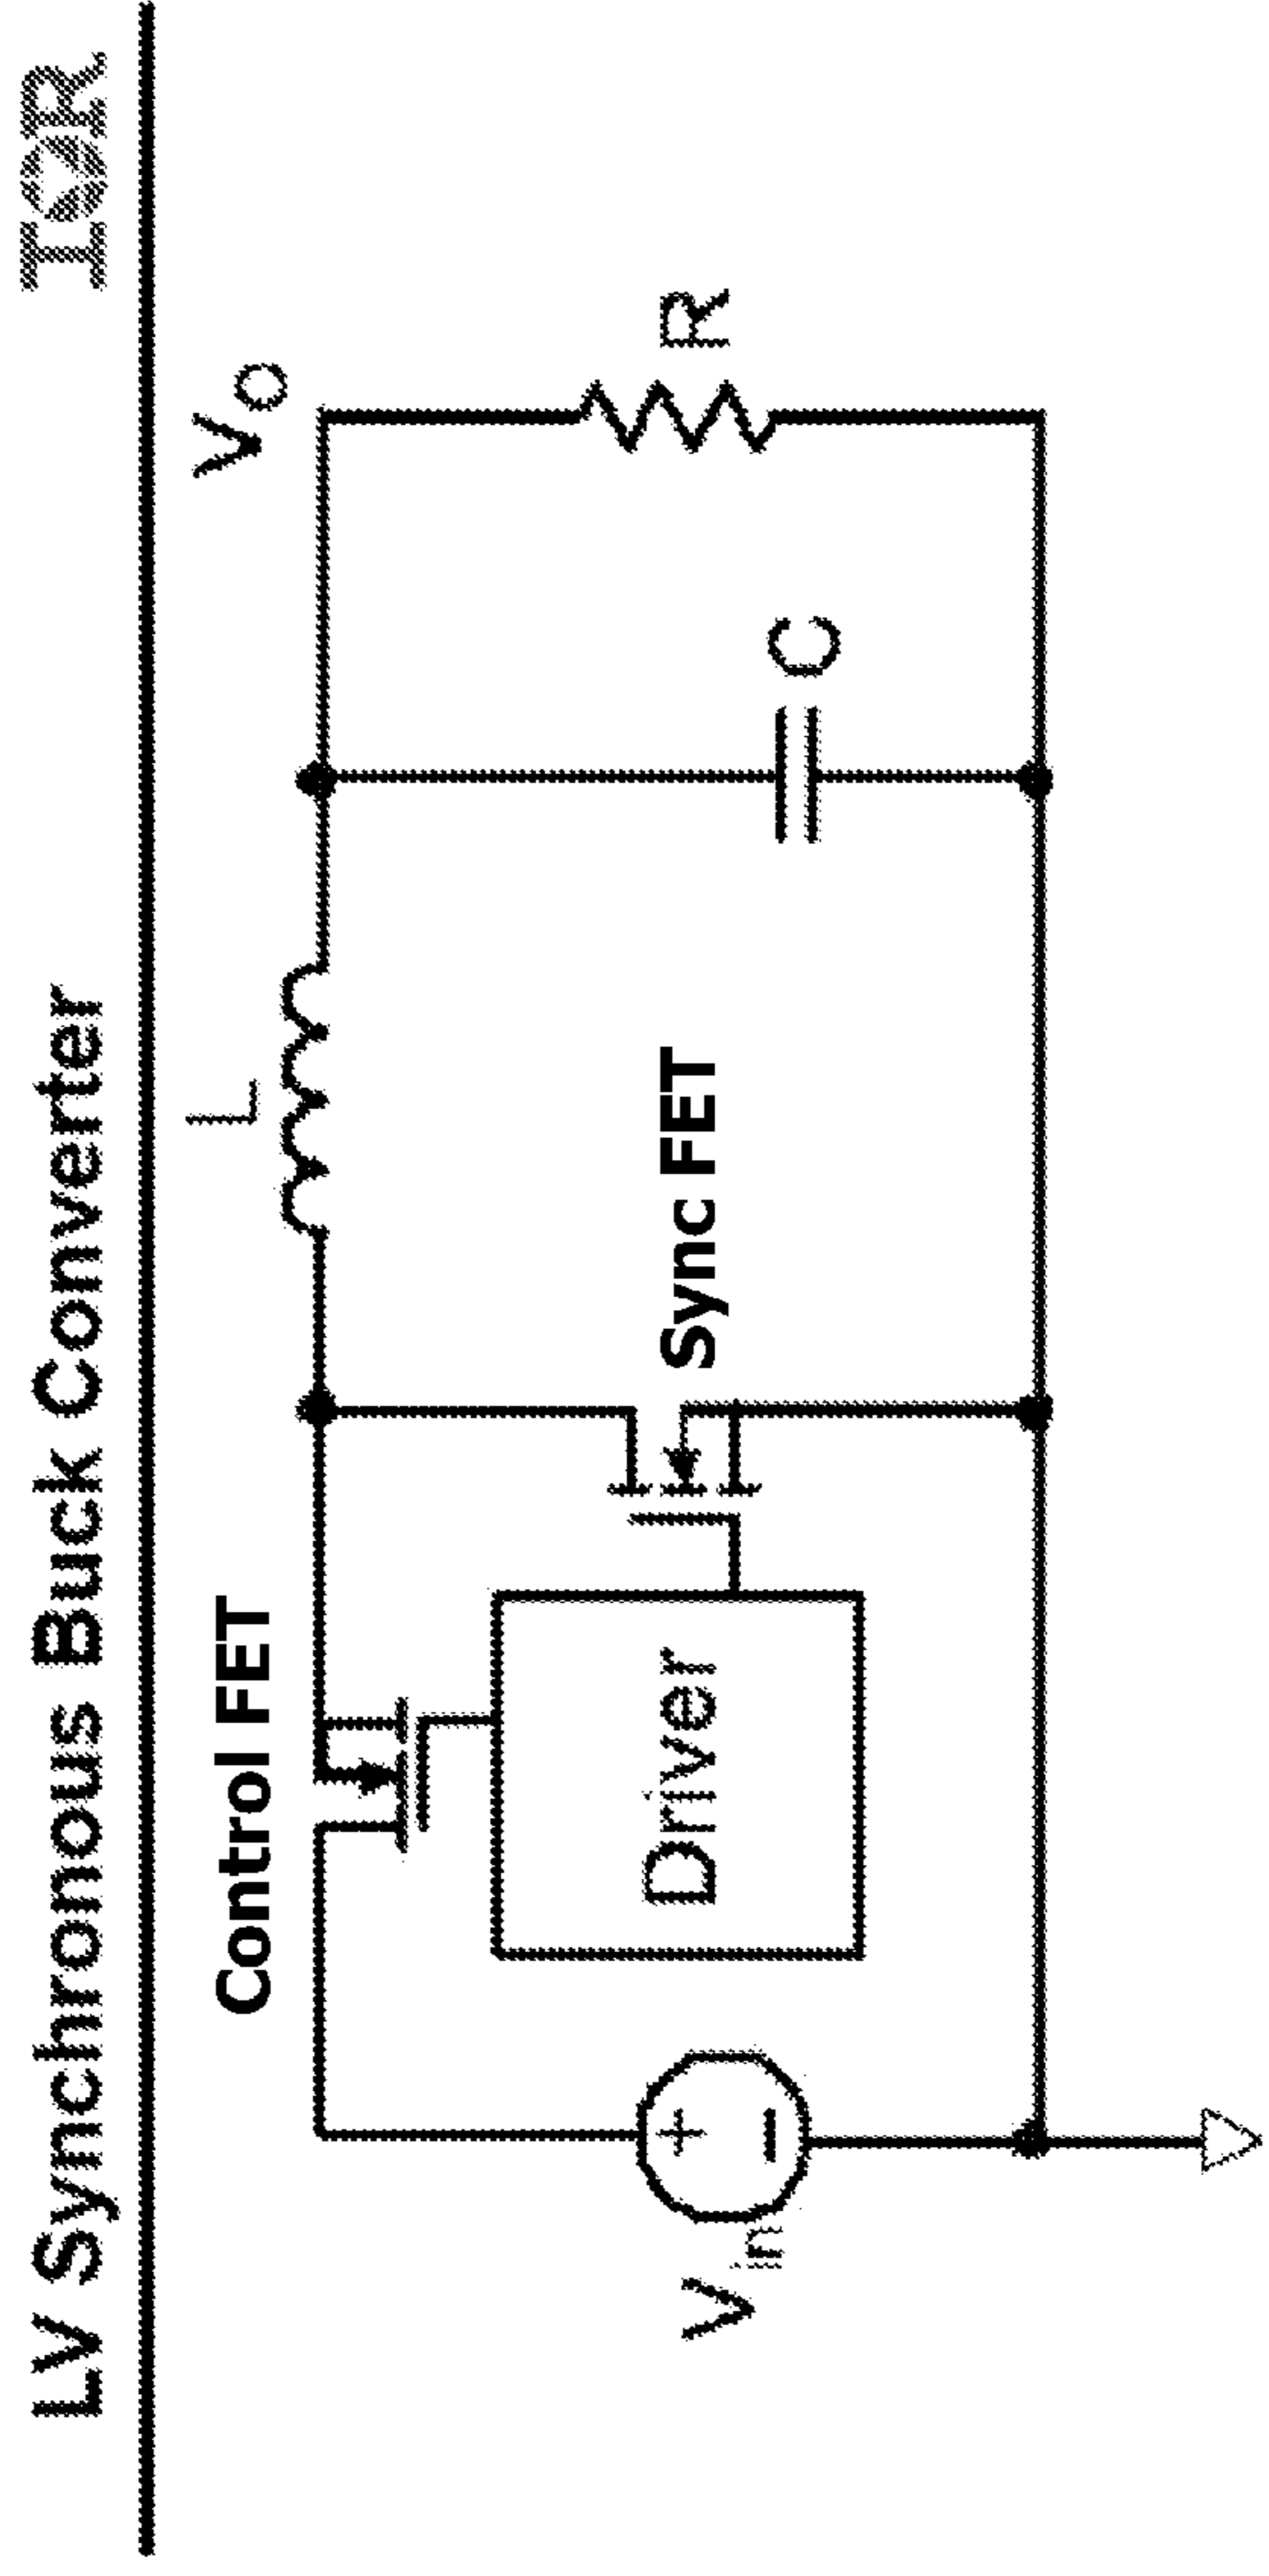 LV Synchronous Buck Converter
IOR
Control FET
L
Vo
Vin
+
−
Driver
Sync FET
C
R